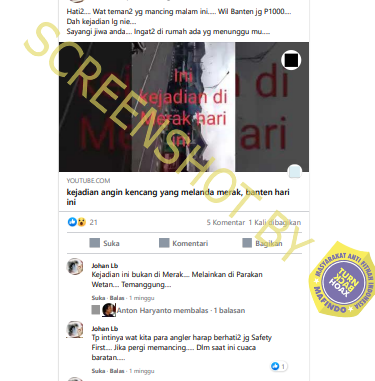 Hati2... Wat teman2 yg mancing malam ini.... Wil Banten jg P1000...
Dah kejadian lg nie...
Sayangi jiwa anda... Ingat2 di rumah ada yg menunggu mu....
Ini
kejadian di
Merak hari
ini
YOUTUBE.COM
kejadian angin kencang yang melanda merak, banten hari
ini
21
5 Komentar 1 Kali dibagikan
Suka Komentari Bagikan
Johan Lb
Kejadian ini bukan di Merak... Melainkan di Parakan
Wetan... Temanggung...
Suka · Balas · 1 minggu
Anton Haryanto membalas · 1 balasan
Johan Lb
Tp intinya wat kita para angler harap berhati2 jg Safety
First.... Jika pergi memancing.... Dlm saat ini cuaca
baratan....
1
Suka · Balas · 1 minggu
SCREENSHOT BY
MASYARAKAT ANTI FITNAH INDONESIA
TURN
BACK
HOAX
MAFINDO